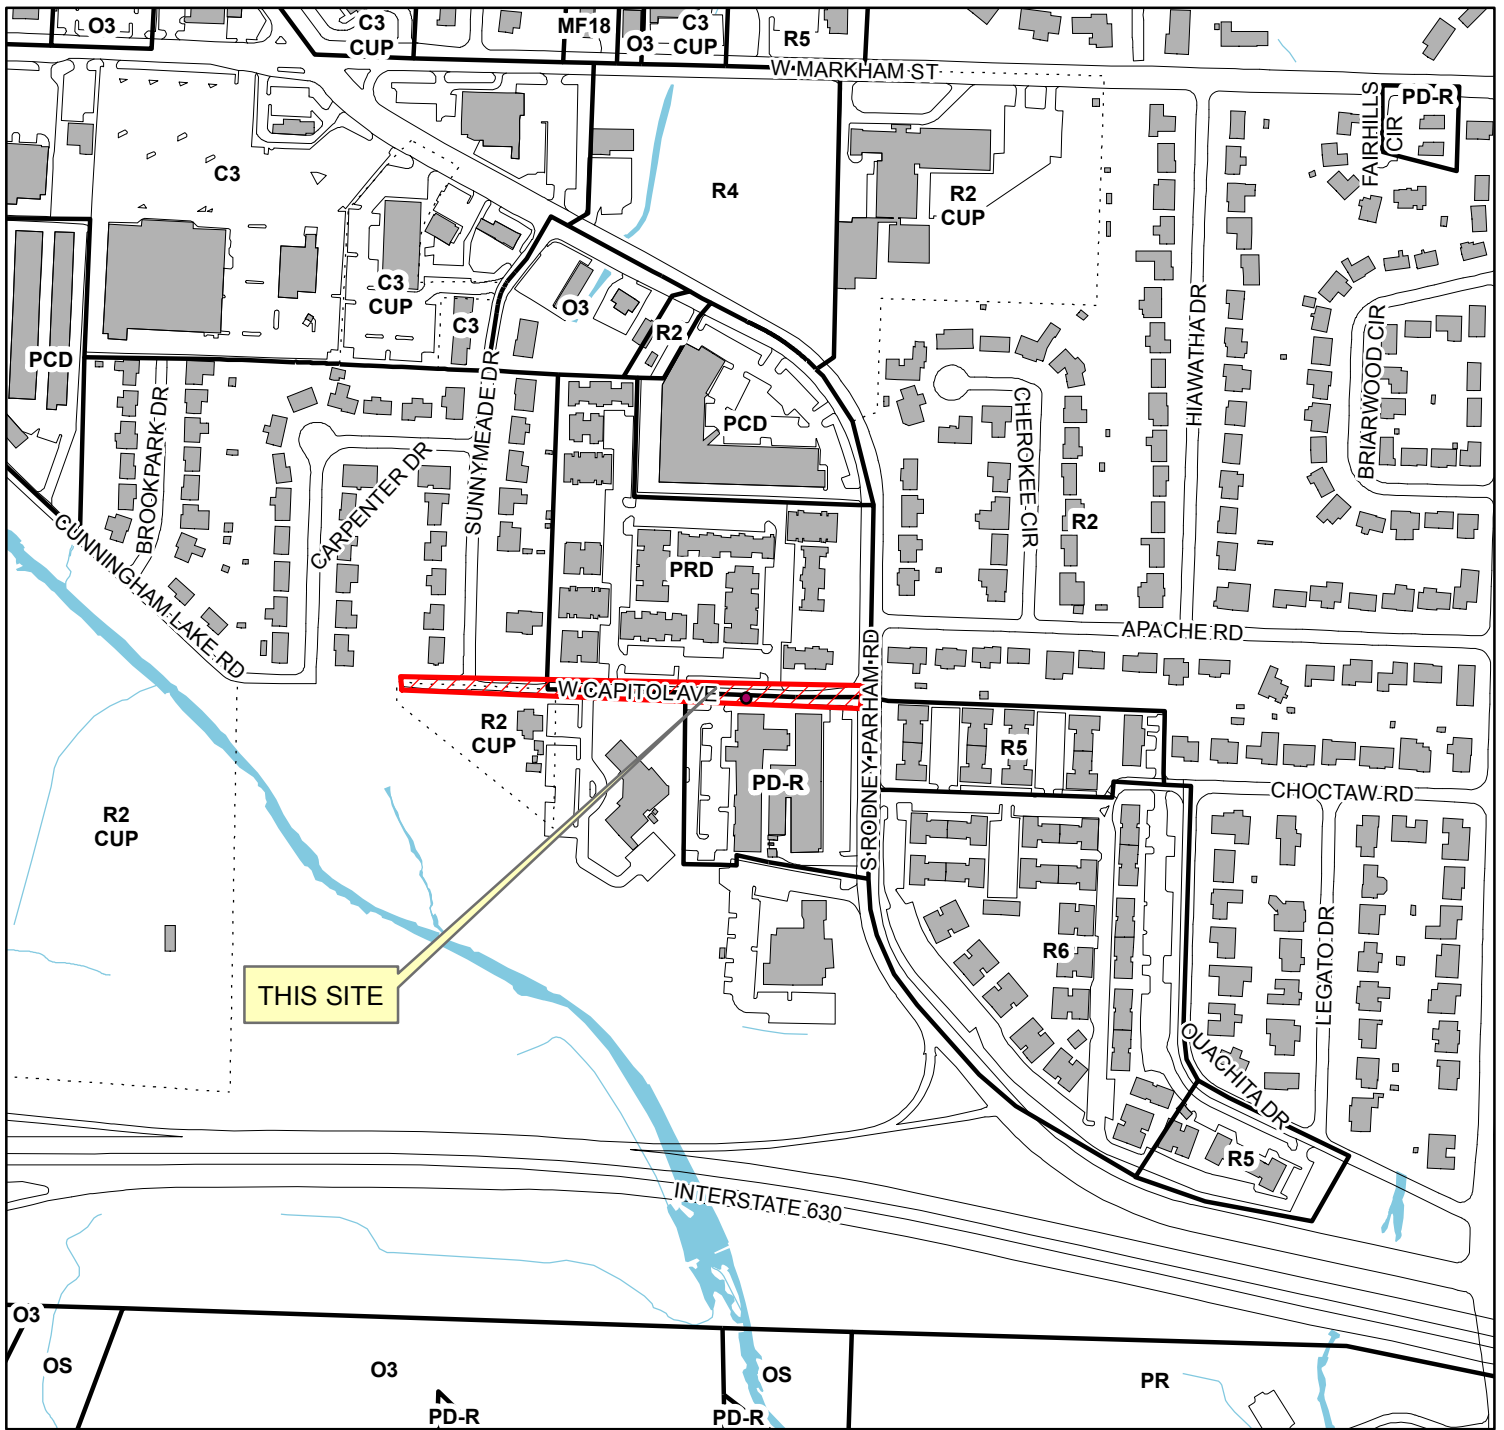 O3
C3
CUP
MF18
O3
C3
CUP
R5
W MARKHAM ST
FAIRHILLS
CIR
PD-R
C3
R4
R2
CUP
C3
CUP
C3
O3
R2
PCD
PCD
BROOKPARK DR
CARPENTER DR
SUNNYMEADE DR
CHEROKEE CIR
HIAWATHA DR
BRIARWOOD CIR
R2
CUNNINGHAM LAKE RD
PRD
APACHE RD
W CAPITOL AVE
S RODNEY PARHAM RD
R2
CUP
R5
PD-R
CHOCTAW RD
R2
CUP
R6
LEGATO DR
THIS SITE
OUACHITA DR
R5
INTERSTATE 630
O3
OS
O3
PD-R
OS
PD-R
PR